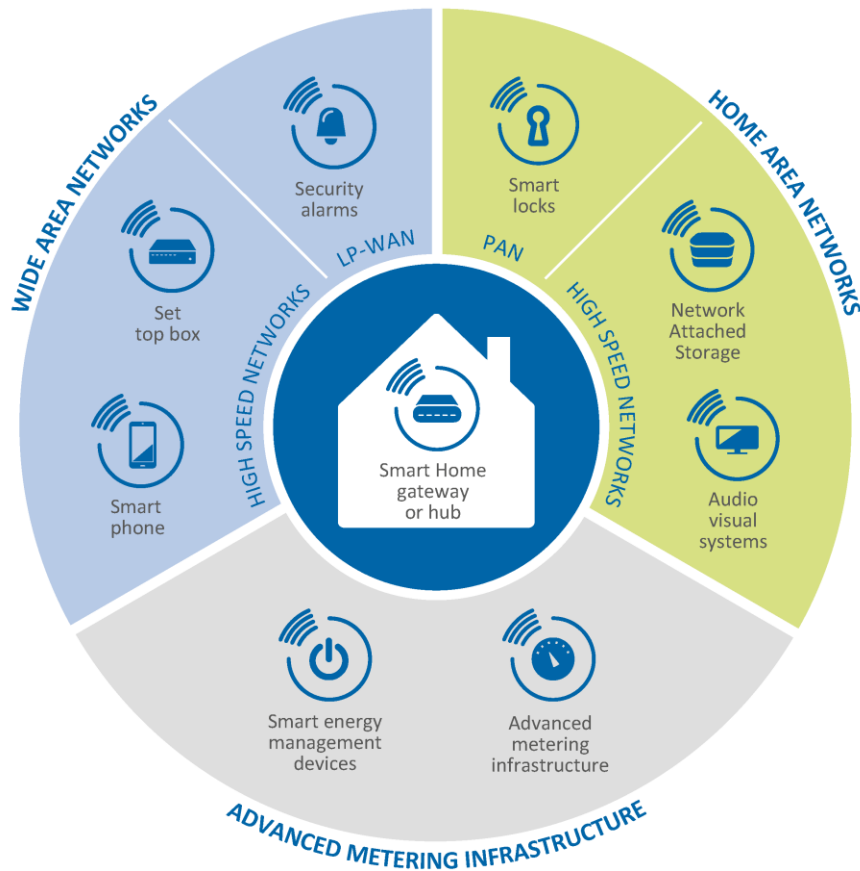 WIDE AREA NETWORKS
HOME AREA NETWORKS
Security
alarms
Smart
locks
LP-WAN
PAN
Set
top box
Network
Attached
Storage
HIGH SPEED NETWORKS
HIGH SPEED NETWORKS
Smart
phone
Smart Home
gateway
or hub
Audio
visual
systems
Smart energy
management
devices
Advanced
metering
infrastructure
ADVANCED METERING INFRASTRUCTURE